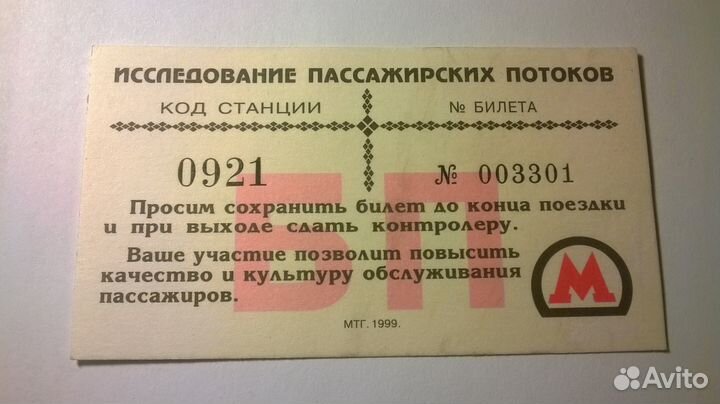 ИССЛЕДОВАНИЕ ПАССАЖИРСКИХ ПОТОКОВ
КОД СТАНЦИИ № БИЛЕТА
0921 № 003301
БП
Просим сохранить билет до конца поездки
и при выходе сдать контролеру.
Ваше участие позволит повысить
качество и культуру обслуживания
пассажиров.
М
МТГ. 1999.
Avito